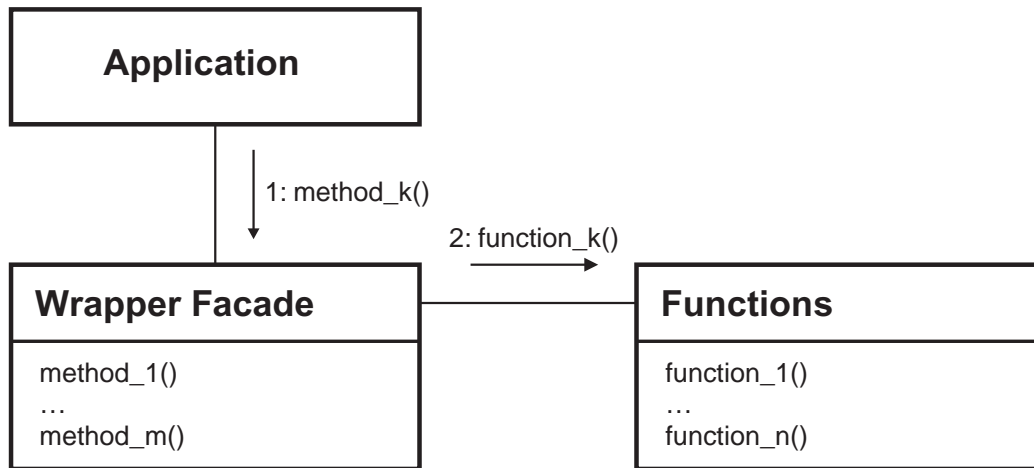 Application
1: method_k()
2: function_k()
Wrapper Facade
method_1()
…
method_m()
Functions
function_1()
…
function_n()